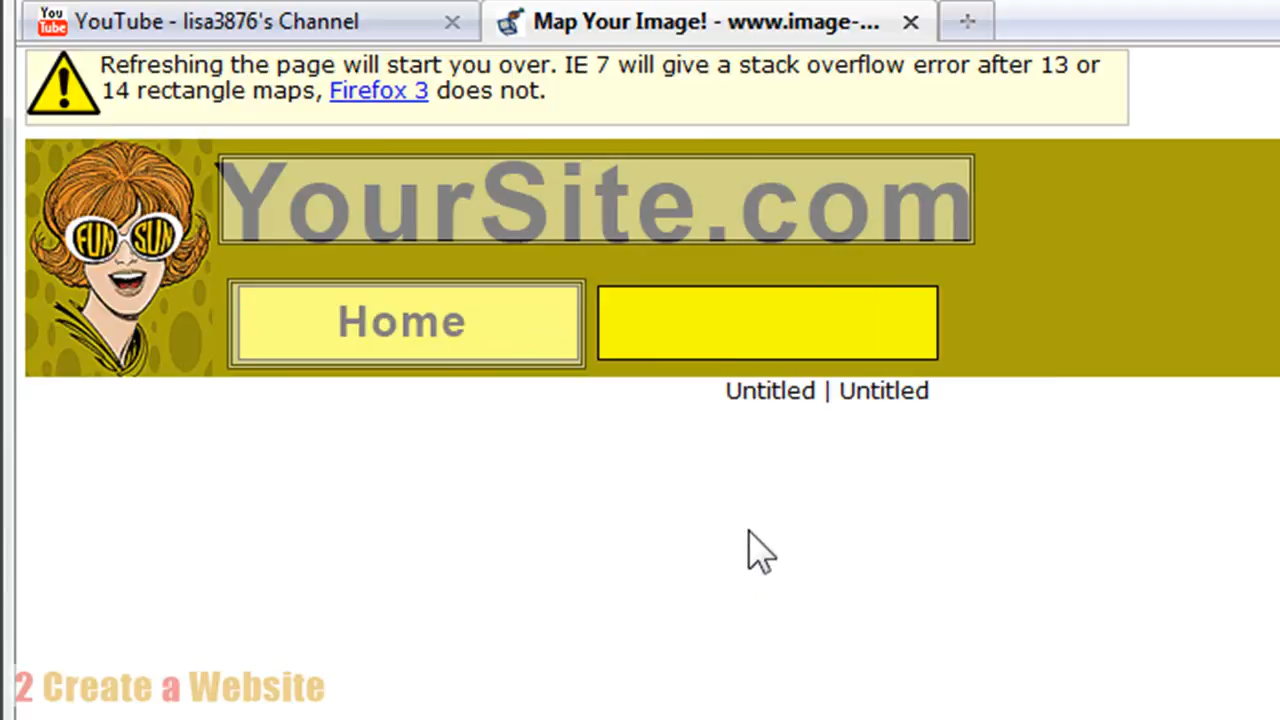 You Tube YouTube - lisa3876's Channel
Map Your Image! - www.image-...
Refreshing the page will start you over. IE 7 will give a stack overflow error after 13 or
14 rectangle maps, Firefox 3 does not.
FUN SUN
YourSite.com
Home
Untitled | Untitled
2 Create a Website